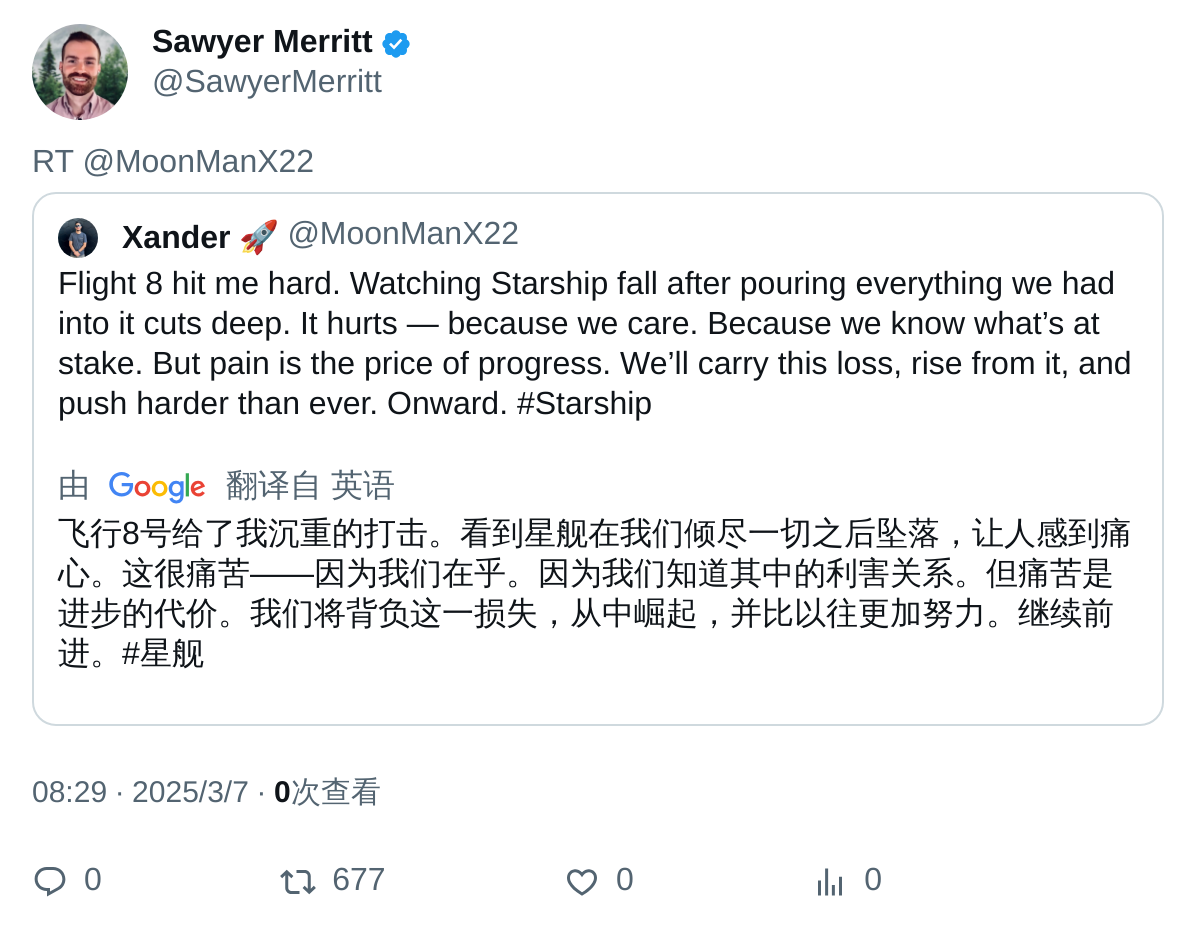 Sawyer Merritt
@SawyerMerritt
RT @MoonManX22
Xander 🚀 @MoonManX22
Flight 8 hit me hard. Watching Starship fall after pouring everything we had
into it cuts deep. It hurts — because we care. Because we know what’s at
stake. But pain is the price of progress. We’ll carry this loss, rise from it, and
push harder than ever. Onward. #Starship
由 Google 翻译自 英语
飞行8号给了我沉重的打击。看到星舰在我们倾尽一切之后坠落，让人感到痛
心。这很痛苦——因为我们在乎。因为我们知道其中的利害关系。但痛苦是
进步的代价。我们将背负这一损失，从中崛起，并比以往更加努力。继续前
进。#星舰
08:29 · 2025/3/7 · 0次查看
0 677 0 0